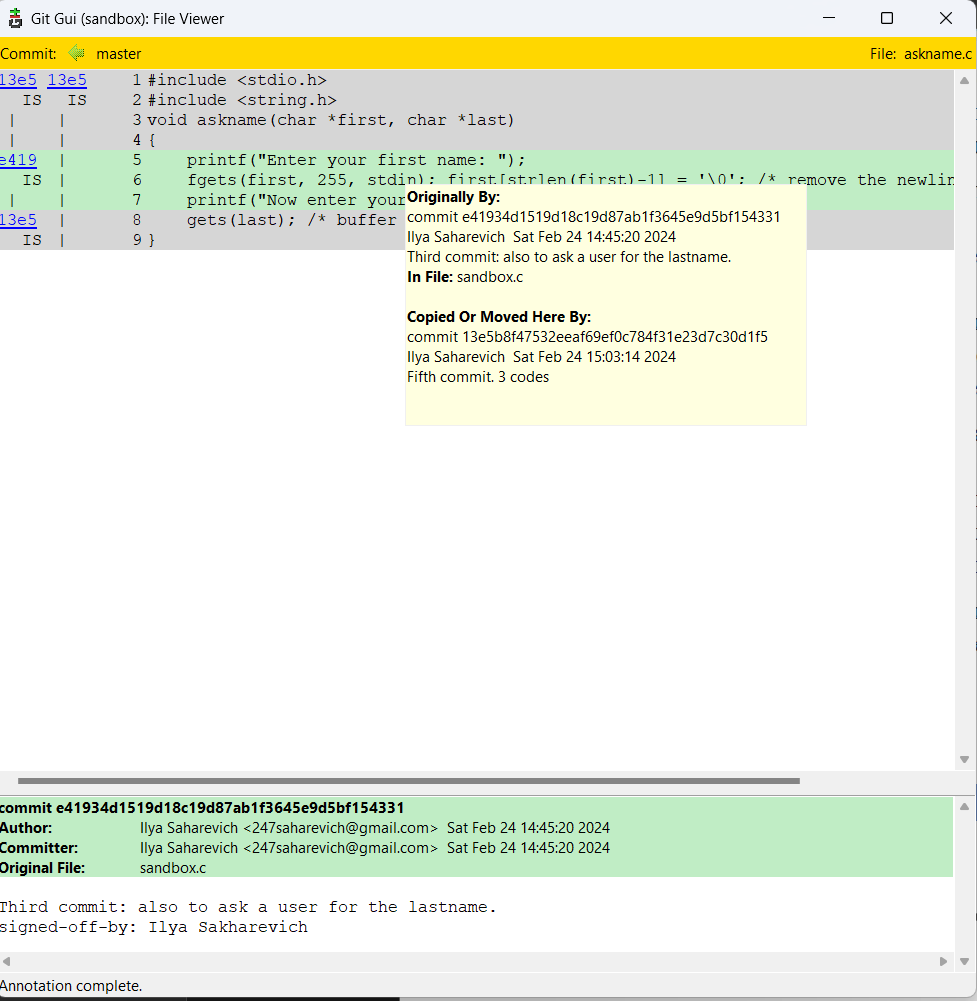 Git Gui (sandbox): File Viewer
Commit: master File: askname.c
13e5 13e5 1 #include <stdio.h>
IS IS 2 #include <string.h>
| | 3 void askname(char *first, char *last)
| | 4 {
e419 | 5 printf("Enter your first name: ");
IS | 6 fgets(first, 255, stdin); first[strlen(first)-1] = '\0'; /* remove the newlin
| | 7 printf("Now enter your
13e5 | 8 gets(last); /* buffer
IS | 9 }
Originally By:
commit e41934d1519d18c19d87ab1f3645e9d5bf154331
Ilya Saharevich Sat Feb 24 14:45:20 2024
Third commit: also to ask a user for the lastname.
In File: sandbox.c
Copied Or Moved Here By:
commit 13e5b8f47532eeaf69ef0c784f31e23d7c30d1f5
Ilya Saharevich Sat Feb 24 15:03:14 2024
Fifth commit. 3 codes
commit e41934d1519d18c19d87ab1f3645e9d5bf154331
Author: Ilya Saharevich <247saharevich@gmail.com> Sat Feb 24 14:45:20 2024
Committer: Ilya Saharevich <247saharevich@gmail.com> Sat Feb 24 14:45:20 2024
Original File: sandbox.c
Third commit: also to ask a user for the lastname.
signed-off-by: Ilya Sakharevich
Annotation complete.